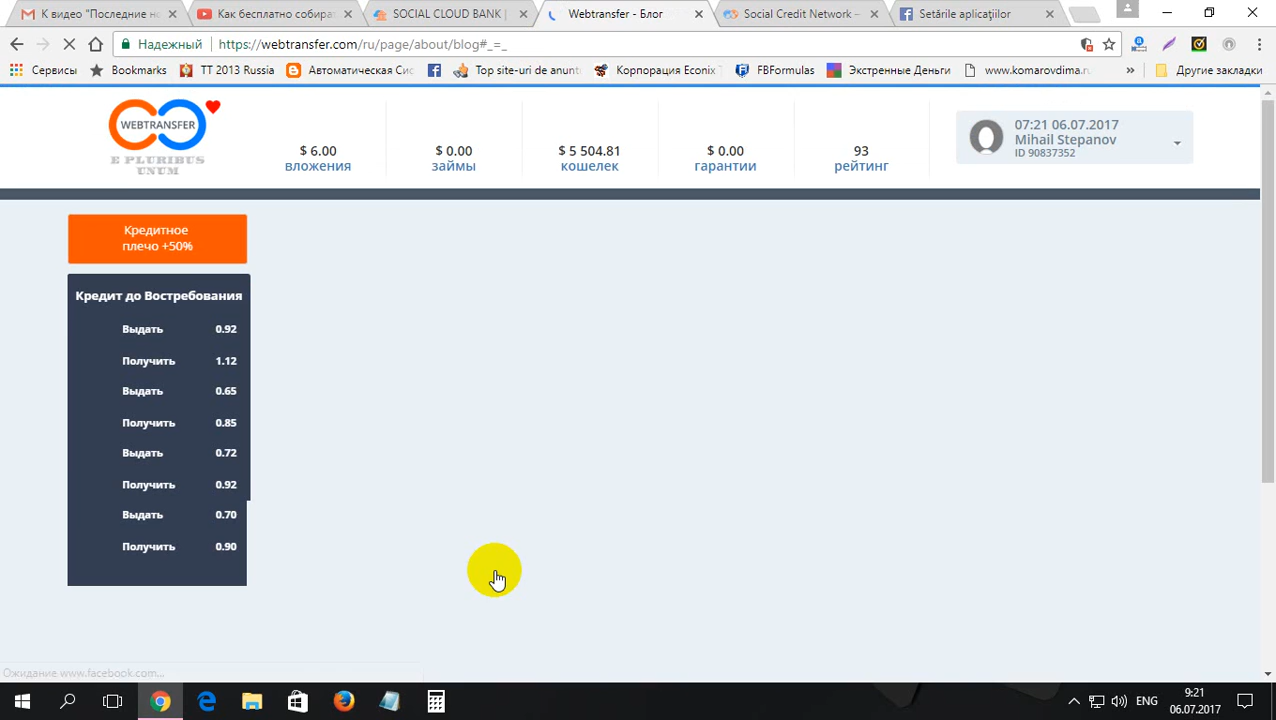 К видео "Последние но
Как бесплатно собира
SOCIAL CLOUD BANK |
Webtransfer - Блог
Social Credit Network –
Setările aplicațiilor
Надежный
https://webtransfer.com/ru/page/about/blog#_=_
Сервисы
Bookmarks
TT 2013 Russia
Автоматическая Сис
Top site-uri de anunt
Корпорация Econix
FBFormulas
Экстренные Деньги
www.komarovdima.ru
»
Другие закладки
WEBTRANSFER
E PLURIBUS
UNUM
$ 6.00
вложения
$ 0.00
займы
$ 5 504.81
кошелек
$ 0.00
гарантии
93
рейтинг
07:21 06.07.2017
Mihail Stepanov
ID 90837352
Кредитное
плечо +50%
Кредит до Востребования
Выдать 0.92
Получить 1.12
Выдать 0.65
Получить 0.85
Выдать 0.72
Получить 0.92
Выдать 0.70
Получить 0.90
Ожидание www.facebook.com...
ENG
9:21
06.07.2017